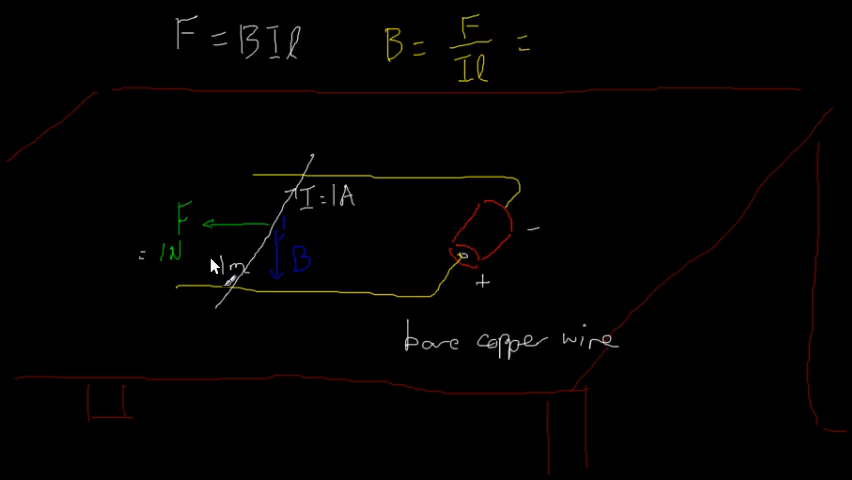 F = BIl
B = F / Il =
I = 1A
F
= 1N
1m
B
-
+
bare copper wire